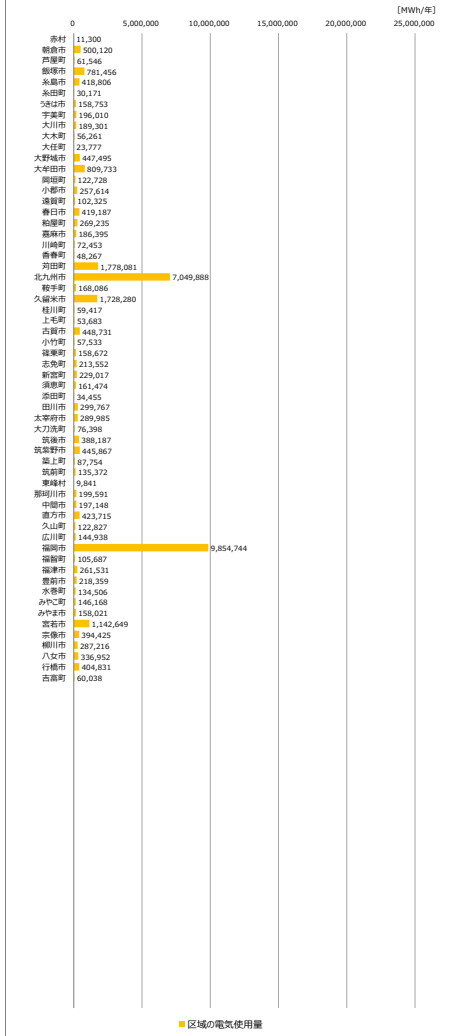 [MWh/年]
0 5,000,000 10,000,000 15,000,000 20,000,000 25,000,000
赤村 11,300
朝倉市 500,120
芦屋町 61,546
飯塚市 781,456
糸島市 418,806
糸田町 30,171
うきは市 158,753
宇美町 196,010
大川市 189,301
大木町 56,261
大任町 23,777
大野城市 447,495
大牟田市 809,733
岡垣町 122,728
小郡市 257,614
遠賀町 102,325
春日市 419,187
粕屋町 269,235
嘉麻市 186,395
川崎町 72,453
香春町 48,267
苅田町 1,778,081
北九州市 7,049,888
鞍手町 168,086
久留米市 1,728,280
桂川町 59,417
上毛町 53,683
古賀市 448,731
小竹町 57,533
篠栗町 158,672
志免町 213,552
新宮町 229,017
須恵町 161,474
添田町 34,455
田川市 299,767
太宰府市 289,985
大刀洗町 76,398
筑後市 388,187
筑紫野市 445,867
築上町 87,754
筑前町 135,372
東峰村 9,841
那珂川市 199,591
中間市 197,148
直方市 423,715
久山町 122,827
広川町 144,938
福岡市 9,854,744
福智町 105,687
福津市 261,531
豊前市 218,359
水巻町 134,506
みやこ町 146,168
みやま市 158,021
宮若市 1,142,649
宗像市 394,425
柳川市 287,216
八女市 336,952
行橋市 404,831
吉富町 60,038
区域の電気使用量